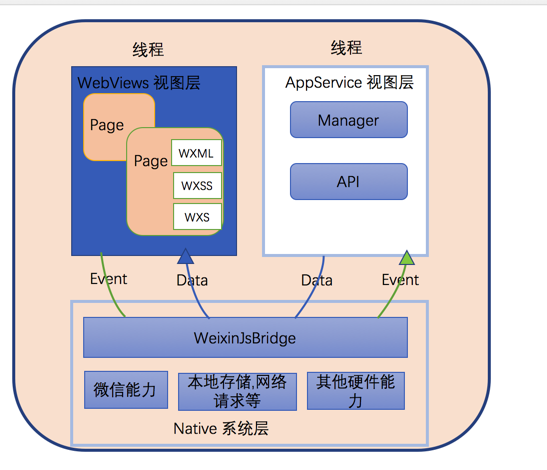 线程
线程
WebViews 视图层
AppService 视图层
Page
Page
WXML
WXSS
WXS
Manager
API
Event
Data
Data
Event
WeixinJsBridge
微信能力
本地存储,网络
请求等
其他硬件能
力
Native 系统层